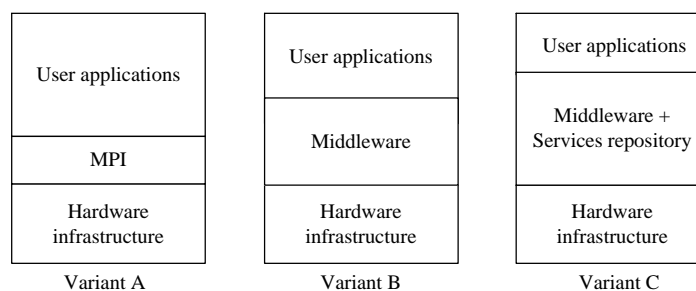 User applications
MPI
Hardware
infrastructure
Variant A
User applications
Middleware
Hardware
infrastructure
Variant B
User applications
Middleware +
Services repository
Hardware
infrastructure
Variant C